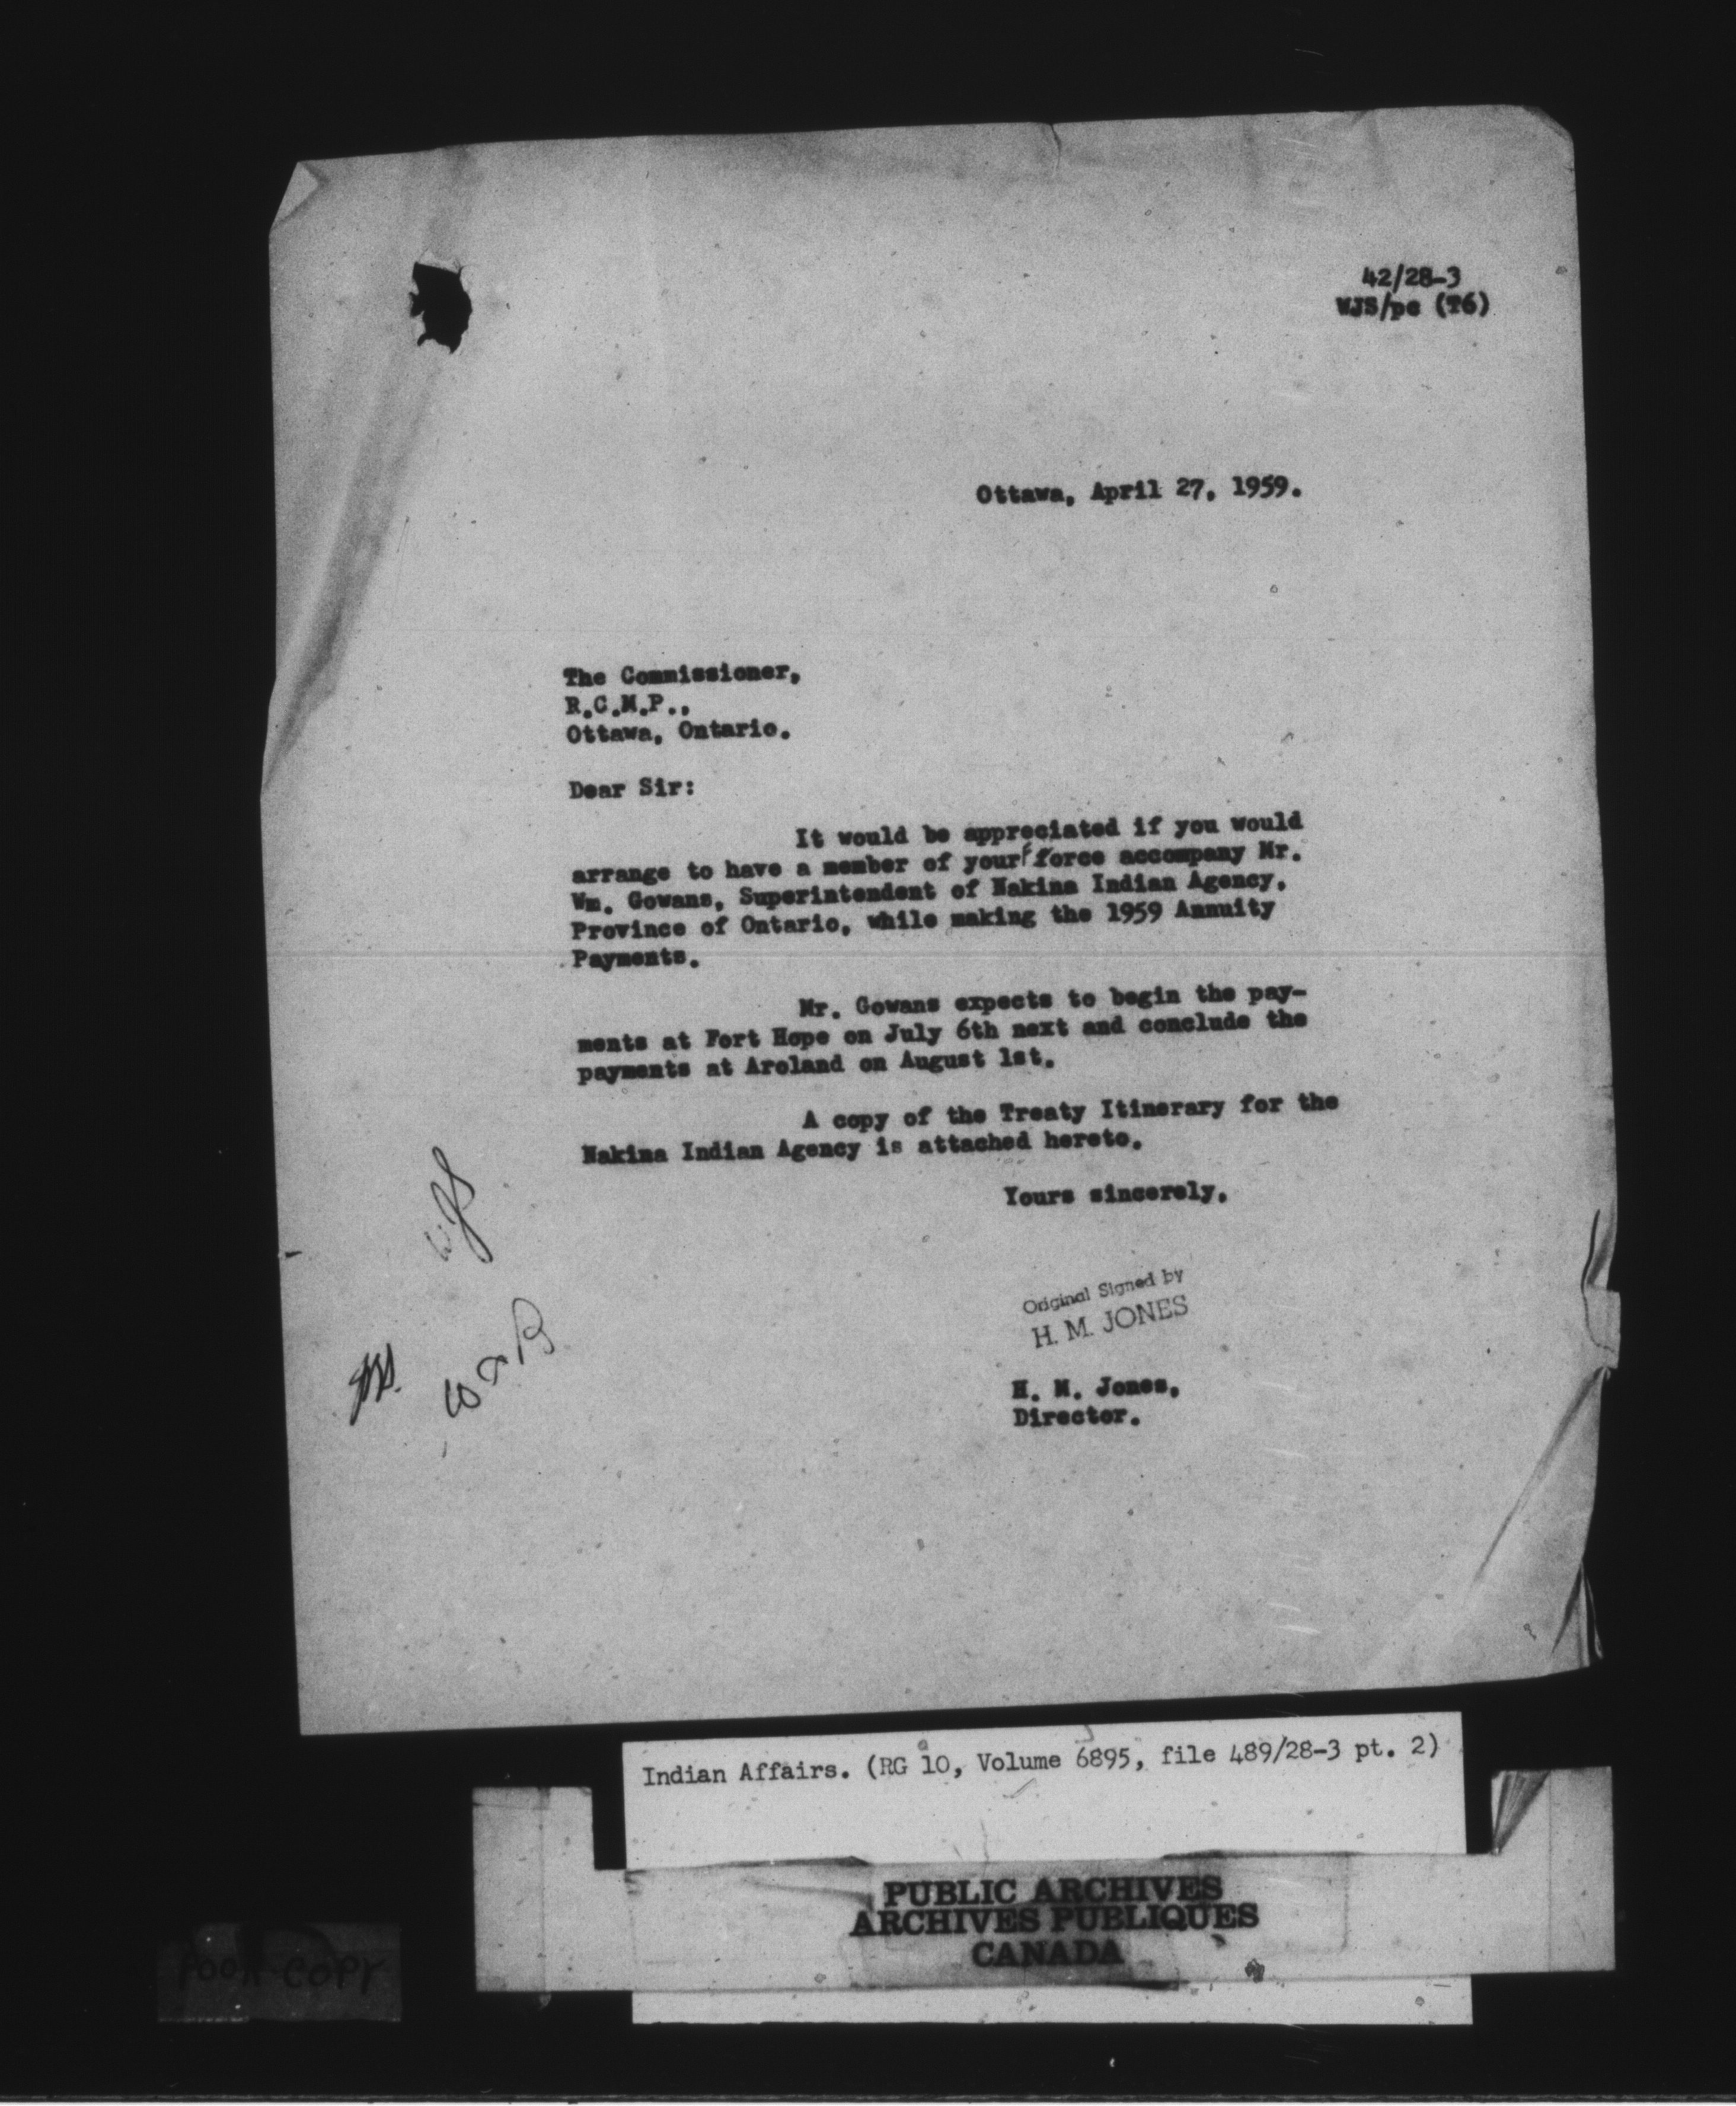 42/28-3
WJS/pc (T6)
Ottawa, April 27, 1959.
The Commissioner,
R.C.M.P.,
Ottawa, Ontario.
Dear Sir:
It would be appreciated if you would
arrange to have a member of your force accompany Mr.
Wm. Gowans, Superintendent of Nakina Indian Agency,
Province of Ontario, while making the 1959 Annuity
Payments.
Mr. Gowans expects to begin the pay-
ments at Fort Hope on July 6th next and conclude the
payments at Aroland on August 1st.
A copy of the Treaty Itinerary for the
Nakina Indian Agency is attached hereto.
Yours sincerely,
WJS
Original Signed by
H. M. JONES
H. M. Jones,
Director.
Indian Affairs. (RG 10, Volume 6895, file 489/28-3 pt. 2)
PUBLIC ARCHIVES
ARCHIVES PUBLIQUES
CANADA
POOR COPY